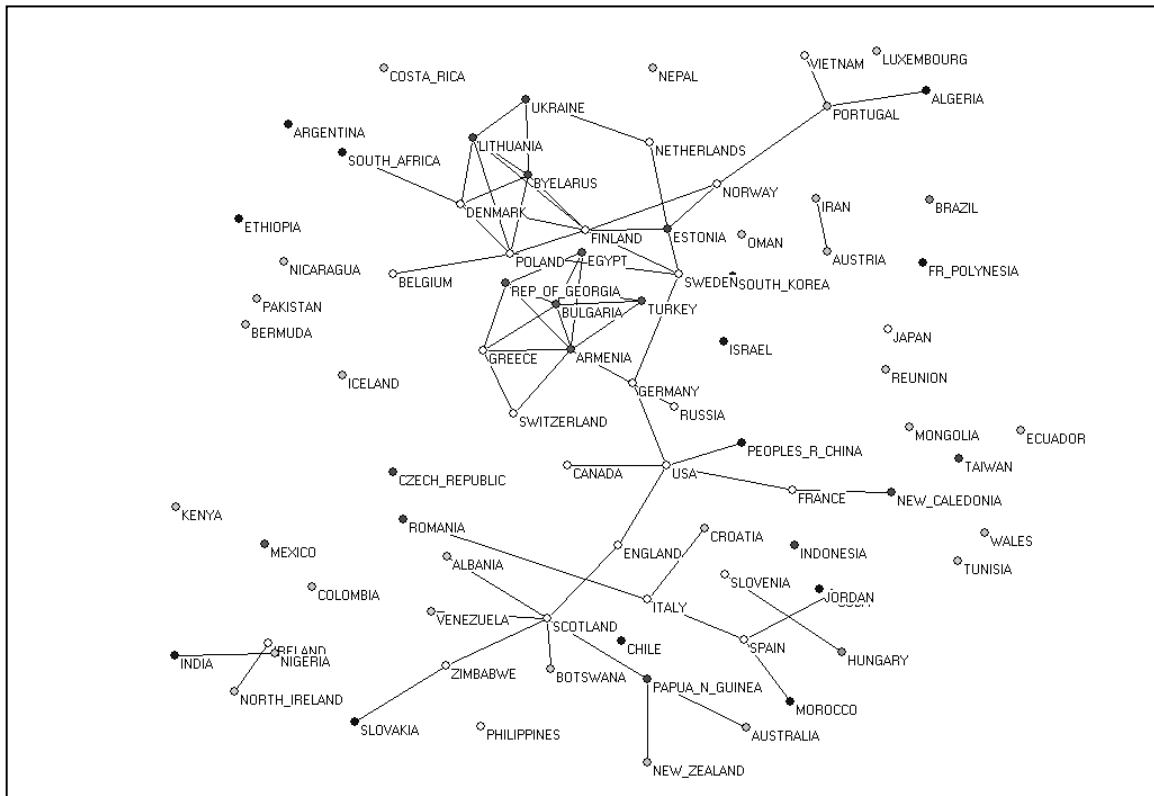 VIETNAM
LUXEMBOURG
COSTA_RICA
NEPAL
ALGERIA
UKRAINE
PORTUGAL
ARGENTINA
LITHUANIA
NETHERLANDS
SOUTH_AFRICA
BYELARUS
NORWAY
IRAN
BRAZIL
DENMARK
ETHIOPIA
FINLAND
ESTONIA
OMAN
POLAND
EGYPT
AUSTRIA
NICARAGUA
BELGIUM
SWEDEN
SOUTH_KOREA
FR_POLYNESIA
REP_OF_GEORGIA
PAKISTAN
BULGARIA
TURKEY
BERMUDA
JAPAN
GREECE
ARMENIA
ISRAEL
ICELAND
GERMANY
REUNION
RUSSIA
SWITZERLAND
MONGOLIA
ECUADOR
PEOPLES_R_CHINA
CZECH_REPUBLIC
CANADA
USA
TAIWAN
FRANCE
NEW_CALEDONIA
KENYA
ROMANIA
CROATIA
WALES
MEXICO
ENGLAND
INDONESIA
ALBANIA
TUNISIA
COLOMBIA
SLOVENIA
JORDAN
ITALY
VENEZUELA
SCOTLAND
CHILE
SPAIN
IRELAND
INDIA
NIGERIA
HUNGARY
ZIMBABWE
BOTSWANA
PAPUA_N_GUINEA
NORTH_IRELAND
MOROCCO
SLOVAKIA
PHILIPPINES
AUSTRALIA
NEW_ZEALAND